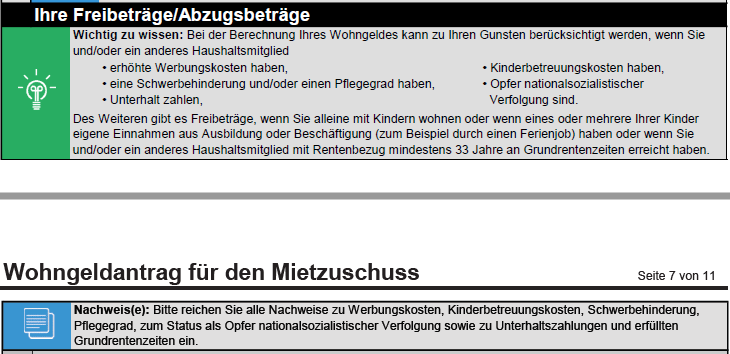 Ihre Freibeträge/Abzugsbeträge
Wichtig zu wissen: Bei der Berechnung Ihres Wohngeldes kann zu Ihren Gunsten berücksichtigt werden, wenn Sie
und/oder ein anderes Haushaltsmitglied
• erhöhte Werbungskosten haben,
• eine Schwerbehinderung und/oder einen Pflegegrad haben,
• Unterhalt zahlen,
• Kinderbetreuungskosten haben,
• Opfer nationalsozialistischer
Verfolgung sind.
Des Weiteren gibt es Freibeträge, wenn Sie alleine mit Kindern wohnen oder wenn eines oder mehrere Ihrer Kinder
eigene Einnahmen aus Ausbildung oder Beschäftigung (zum Beispiel durch einen Ferienjob) haben oder wenn Sie
und/oder ein anderes Haushaltsmitglied mit Rentenbezug mindestens 33 Jahre an Grundrentenzeiten erreicht haben.
Wohngeldantrag für den Mietzuschuss
Seite 7 von 11
Nachweis(e): Bitte reichen Sie alle Nachweise zu Werbungskosten, Kinderbetreuungskosten, Schwerbehinderung,
Pflegegrad, zum Status als Opfer nationalsozialistischer Verfolgung sowie zu Unterhaltszahlungen und erfüllten
Grundrentenzeiten ein.